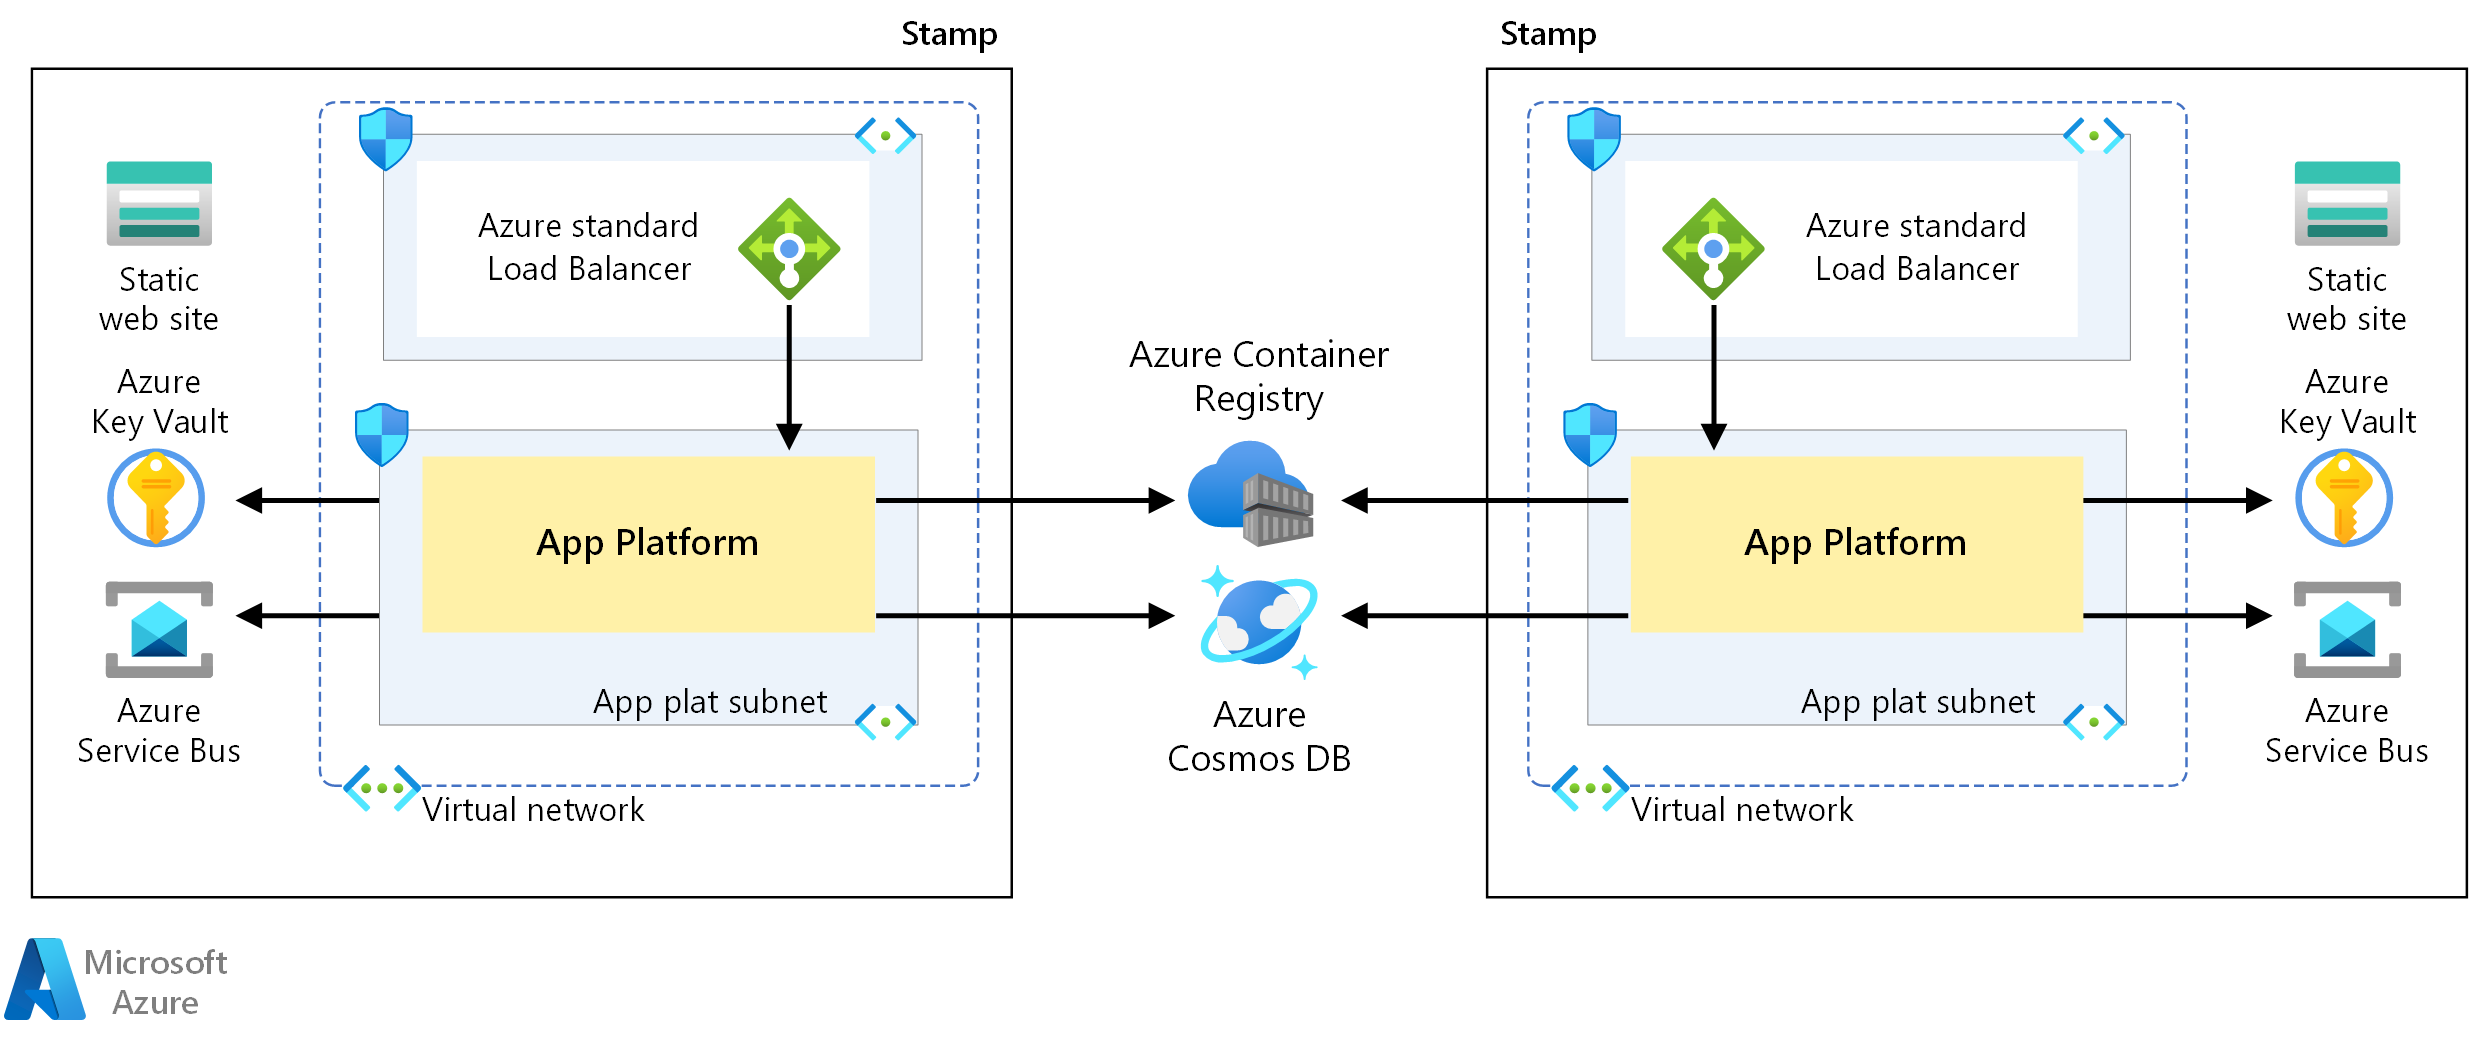 Stamp
Static
web site
Azure
Key Vault
Azure
Service Bus
Azure standard
Load Balancer
App Platform
App plat subnet
Virtual network
Azure Container
Registry
Azure
Cosmos DB
Stamp
Azure standard
Load Balancer
App Platform
App plat subnet
Virtual network
Static
web site
Azure
Key Vault
Azure
Service Bus
Microsoft
Azure